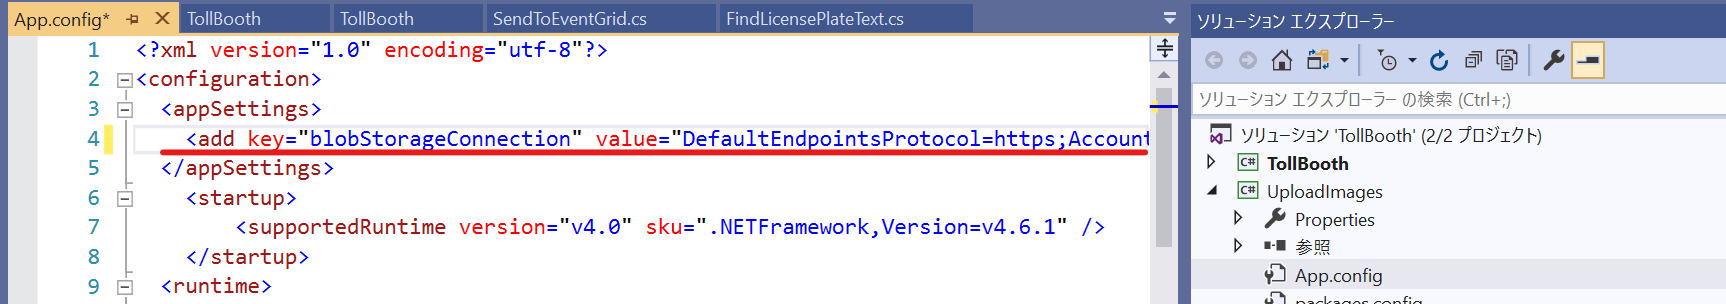 App.config*
TollBooth
TollBooth
SendToEventGrid.cs
FindLicensePlateText.cs
1 <?xml version="1.0" encoding="utf-8"?>
2 <configuration>
3 <appSettings>
4 <add key="blobStorageConnection" value="DefaultEndpointsProtocol=https;Account
5 </appSettings>
6 <startup>
7 <supportedRuntime version="v4.0" sku=".NETFramework,Version=v4.6.1" />
8 </startup>
9 <runtime>
ソリューション エクスプローラー
ソリューション エクスプローラー の検索 (Ctrl+;)
ソリューション 'TollBooth' (2/2 プロジェクト)
C# TollBooth
C# UploadImages
Properties
参照
App.config
packages.config